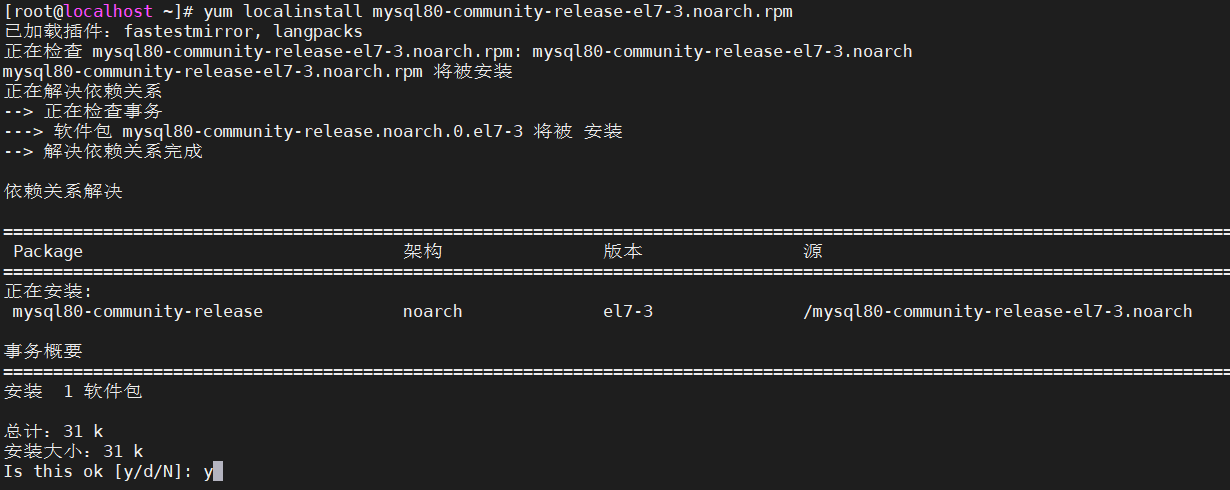 [root@localhost ~]# yum localinstall mysql80-community-release-el7-3.noarch.rpm
已加载插件：fastestmirror, langpacks
正在检查 mysql80-community-release-el7-3.noarch.rpm: mysql80-community-release-el7-3.noarch
mysql80-community-release-el7-3.noarch.rpm 将被安装
正在解决依赖关系
--> 正在检查事务
---> 软件包 mysql80-community-release.noarch.0.el7-3 将被 安装
--> 解决依赖关系完成

依赖关系解决

================================================================================
Package 架构 版本 源
================================================================================
正在安装:
mysql80-community-release noarch el7-3 /mysql80-community-release-el7-3.noarch

事务概要
================================================================================
安装  1 软件包

总计：31 k
安装大小：31 k
Is this ok [y/d/N]: y